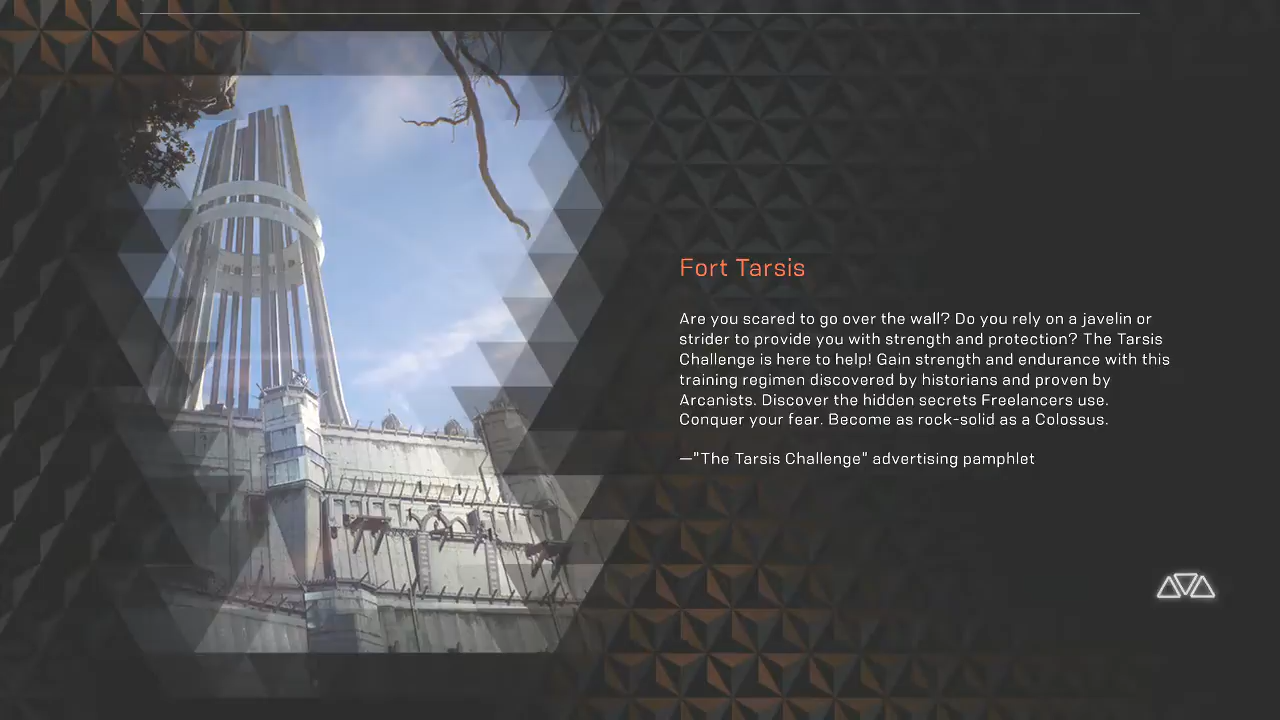 Fort Tarsis
Are you scared to go over the wall? Do you rely on a javelin or
strider to provide you with strength and protection? The Tarsis
Challenge is here to help! Gain strength and endurance with this
training regimen discovered by historians and proven by
Arcanists. Discover the hidden secrets Freelancers use.
Conquer your fear. Become as rock-solid as a Colossus.
—"The Tarsis Challenge" advertising pamphlet